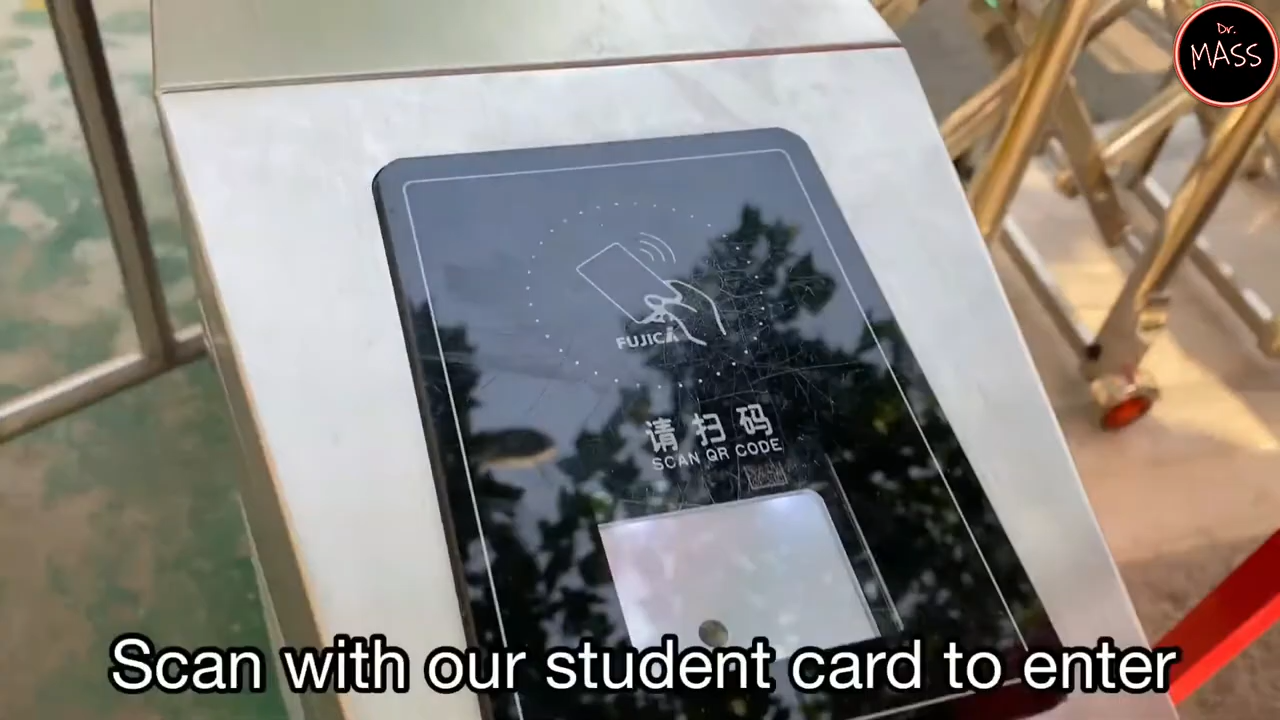 Dr.
MASS
FUJICA
请扫码
SCAN QR CODE
Scan with our student card to enter